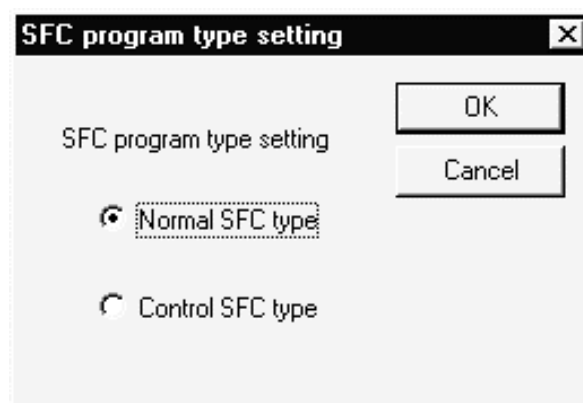 SFC program type setting
OK
SFC program type setting
Cancel
Normal SFC type
Control SFC type